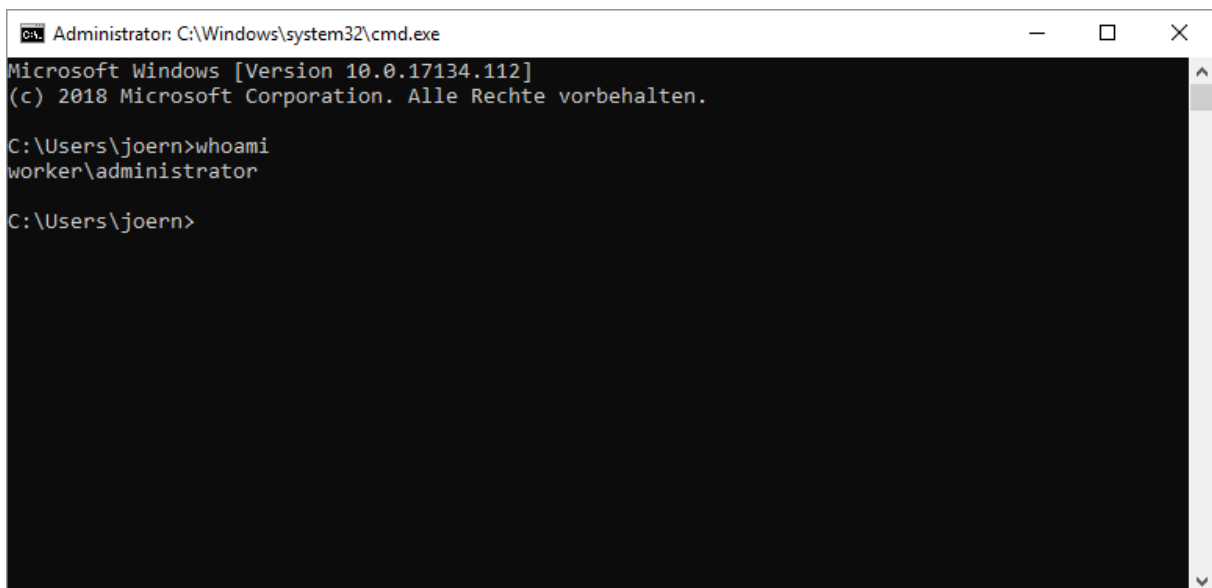 Administrator: C:\Windows\system32\cmd.exe
Microsoft Windows [Version 10.0.17134.112]
(c) 2018 Microsoft Corporation. Alle Rechte vorbehalten.
C:\Users\joern>whoami
worker\administrator
C:\Users\joern>